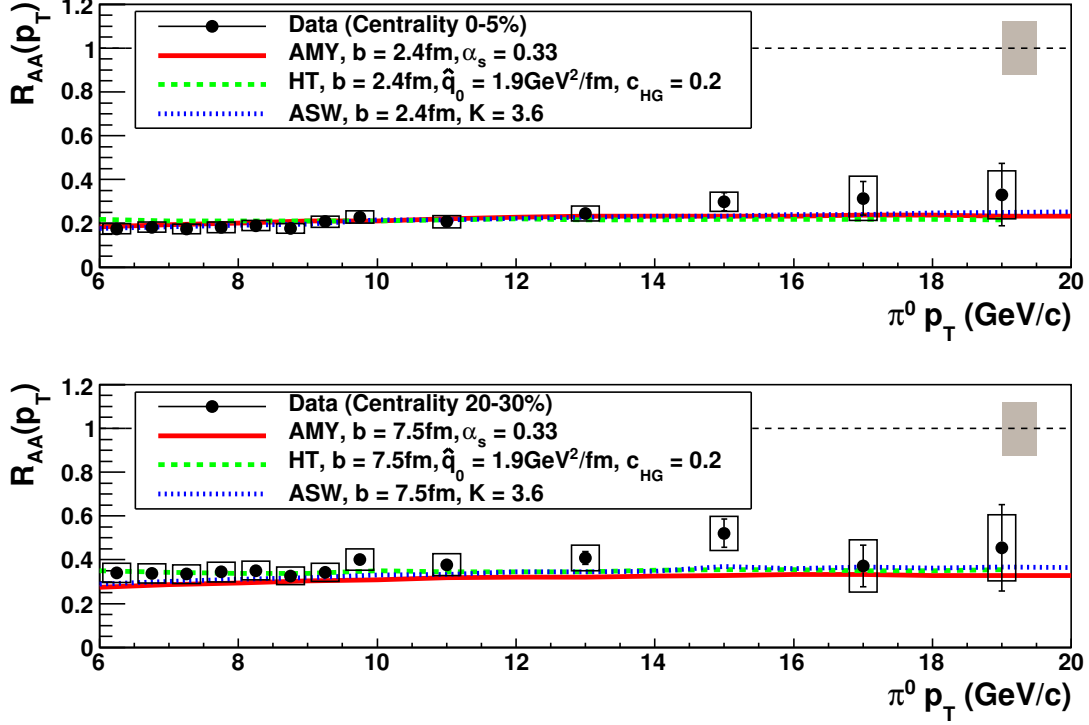 R_AA(p_T)
1.2
1
0.8
0.6
0.4
0.2
0
Data (Centrality 0-5%)
AMY, b = 2.4fm, α_s = 0.33
HT, b = 2.4fm, q̂_0 = 1.9GeV²/fm, c_HG = 0.2
ASW, b = 2.4fm, K = 3.6
6 8 10 12 14 16 18 20
π⁰ p_T (GeV/c)
R_AA(p_T)
1.2
1
0.8
0.6
0.4
0.2
0
Data (Centrality 20-30%)
AMY, b = 7.5fm, α_s = 0.33
HT, b = 7.5fm, q̂_0 = 1.9GeV²/fm, c_HG = 0.2
ASW, b = 7.5fm, K = 3.6
6 8 10 12 14 16 18 20
π⁰ p_T (GeV/c)